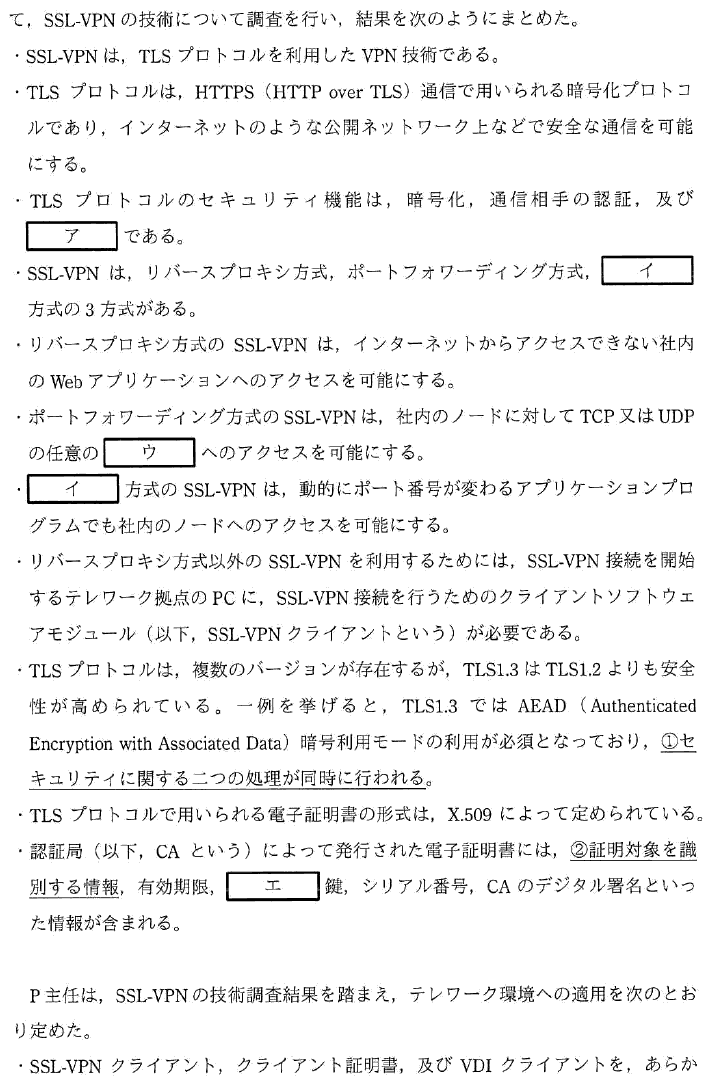 て，SSL-VPN の技術について調査を行い，結果を次のようにまとめた。
・SSL-VPN は，TLS プロトコルを利用した VPN 技術である。
・TLS プロトコルは，HTTPS（HTTP over TLS）通信で用いられる暗号化プロトコ
ルであり，インターネットのような公開ネットワーク上などで安全な通信を可能
にする。
・TLS プロトコルのセキュリティ機能は，暗号化，通信相手の認証，及び
ア である。
・SSL-VPN は，リバースプロキシ方式，ポートフォワーディング方式， イ
方式の 3 方式がある。
・リバースプロキシ方式の SSL-VPN は，インターネットからアクセスできない社内
の Web アプリケーションへのアクセスを可能にする。
・ポートフォワーディング方式の SSL-VPN は，社内のノードに対して TCP 又は UDP
の任意の ウ へのアクセスを可能にする。
・ イ 方式の SSL-VPN は，動的にポート番号が変わるアプリケーションプロ
グラムでも社内のノードへのアクセスを可能にする。
・リバースプロキシ方式以外の SSL-VPN を利用するためには，SSL-VPN 接続を開始
するテレワーク拠点の PC に，SSL-VPN 接続を行うためのクライアントソフトウェ
アモジュール（以下，SSL-VPN クライアントという）が必要である。
・TLS プロトコルは，複数のバージョンが存在するが，TLS1.3 は TLS1.2 よりも安全
性が高められている。一例を挙げると，TLS1.3 では AEAD（Authenticated
Encryption with Associated Data）暗号利用モードの利用が必須となっており，①セ
キュリティに関する二つの処理が同時に行われる。
・TLS プロトコルで用いられる電子証明書の形式は，X.509 によって定められている。
・認証局（以下，CA という）によって発行された電子証明書には，②証明対象を識
別する情報，有効期限， エ 鍵，シリアル番号，CA のデジタル署名といっ
た情報が含まれる。
P 主任は，SSL-VPN の技術調査結果を踏まえ，テレワーク環境への適用を次のとお
り定めた。
・SSL-VPN クライアント，クライアント証明書，及び VDI クライアントを，あらか